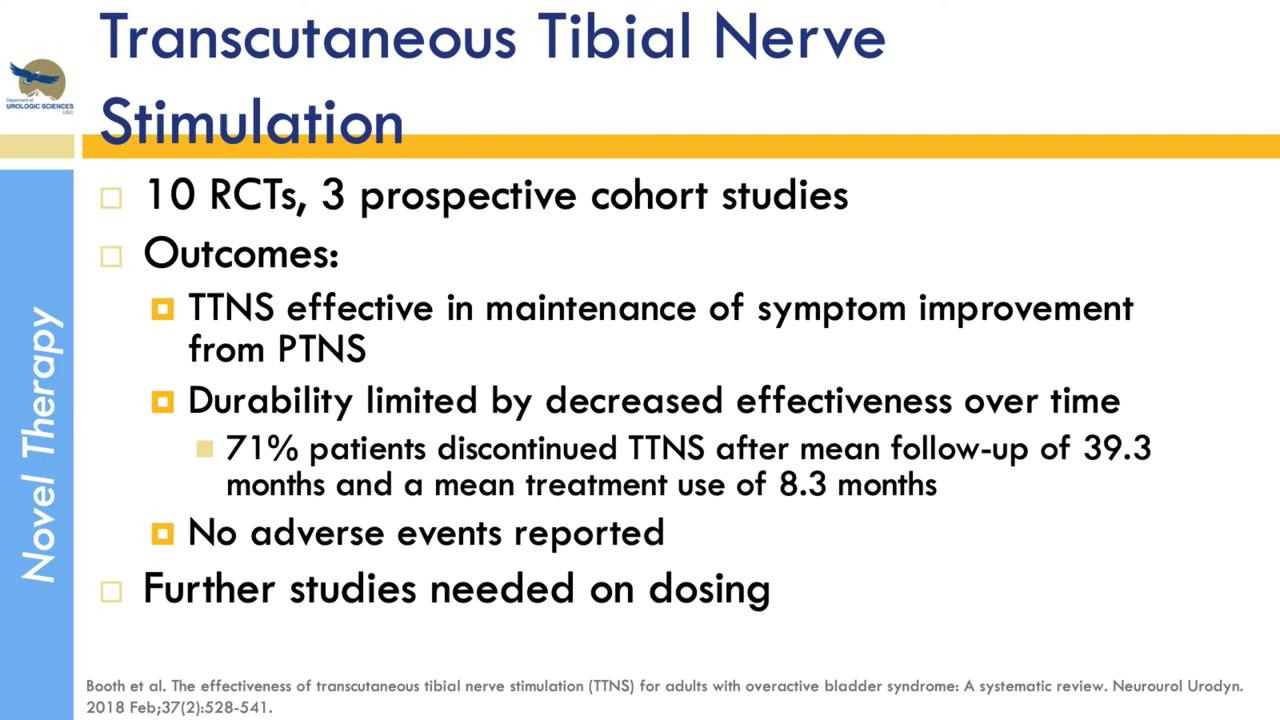 Transcutaneous Tibial Nerve
Stimulation
Department of
UROLOGIC SCIENCES
UBC
Novel Therapy
10 RCTs, 3 prospective cohort studies
Outcomes:
TTNS effective in maintenance of symptom improvement
from PTNS
Durability limited by decreased effectiveness over time
71% patients discontinued TTNS after mean follow-up of 39.3
months and a mean treatment use of 8.3 months
No adverse events reported
Further studies needed on dosing
Booth et al. The effectiveness of transcutaneous tibial nerve stimulation (TTNS) for adults with overactive bladder syndrome: A systematic review. Neurourol Urodyn.
2018 Feb;37(2):528-541.